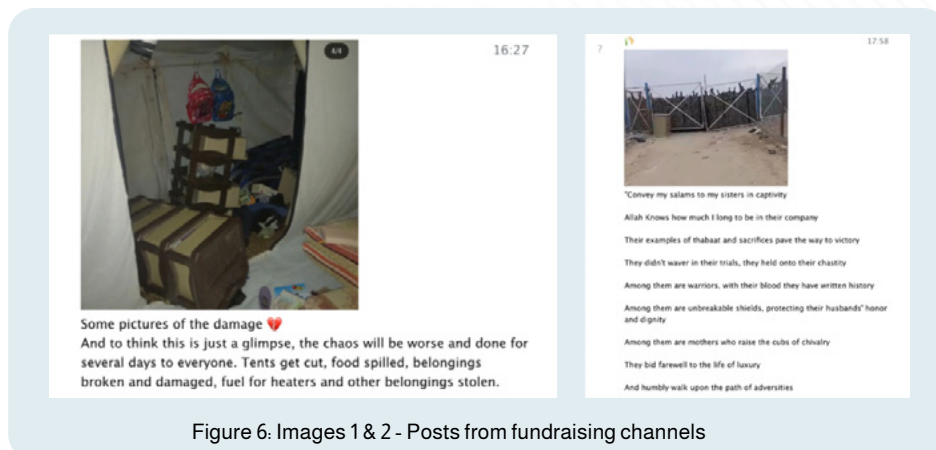 4/4
16:27
Some pictures of the damage 💔
And to think this is just a glimpse, the chaos will be worse and done for
several days to everyone. Tents get cut, food spilled, belongings
broken and damaged, fuel for heaters and other belongings stolen.
?
17:58
"Convey my salams to my sisters in captivity
Allah Knows how much I long to be in their company
Their examples of thabaat and sacrifices pave the way to victory
They didn't waver in their trials, they held onto their chastity
Among them are warriors, with their blood they have written history
Among them are unbreakable shields, protecting their husbands' honor
and dignity
Among them are mothers who raise the cubs of chivalry
They bid farewell to the life of luxury
And humbly walk upon the path of adversities
Figure 6: Images 1 & 2 - Posts from fundraising channels